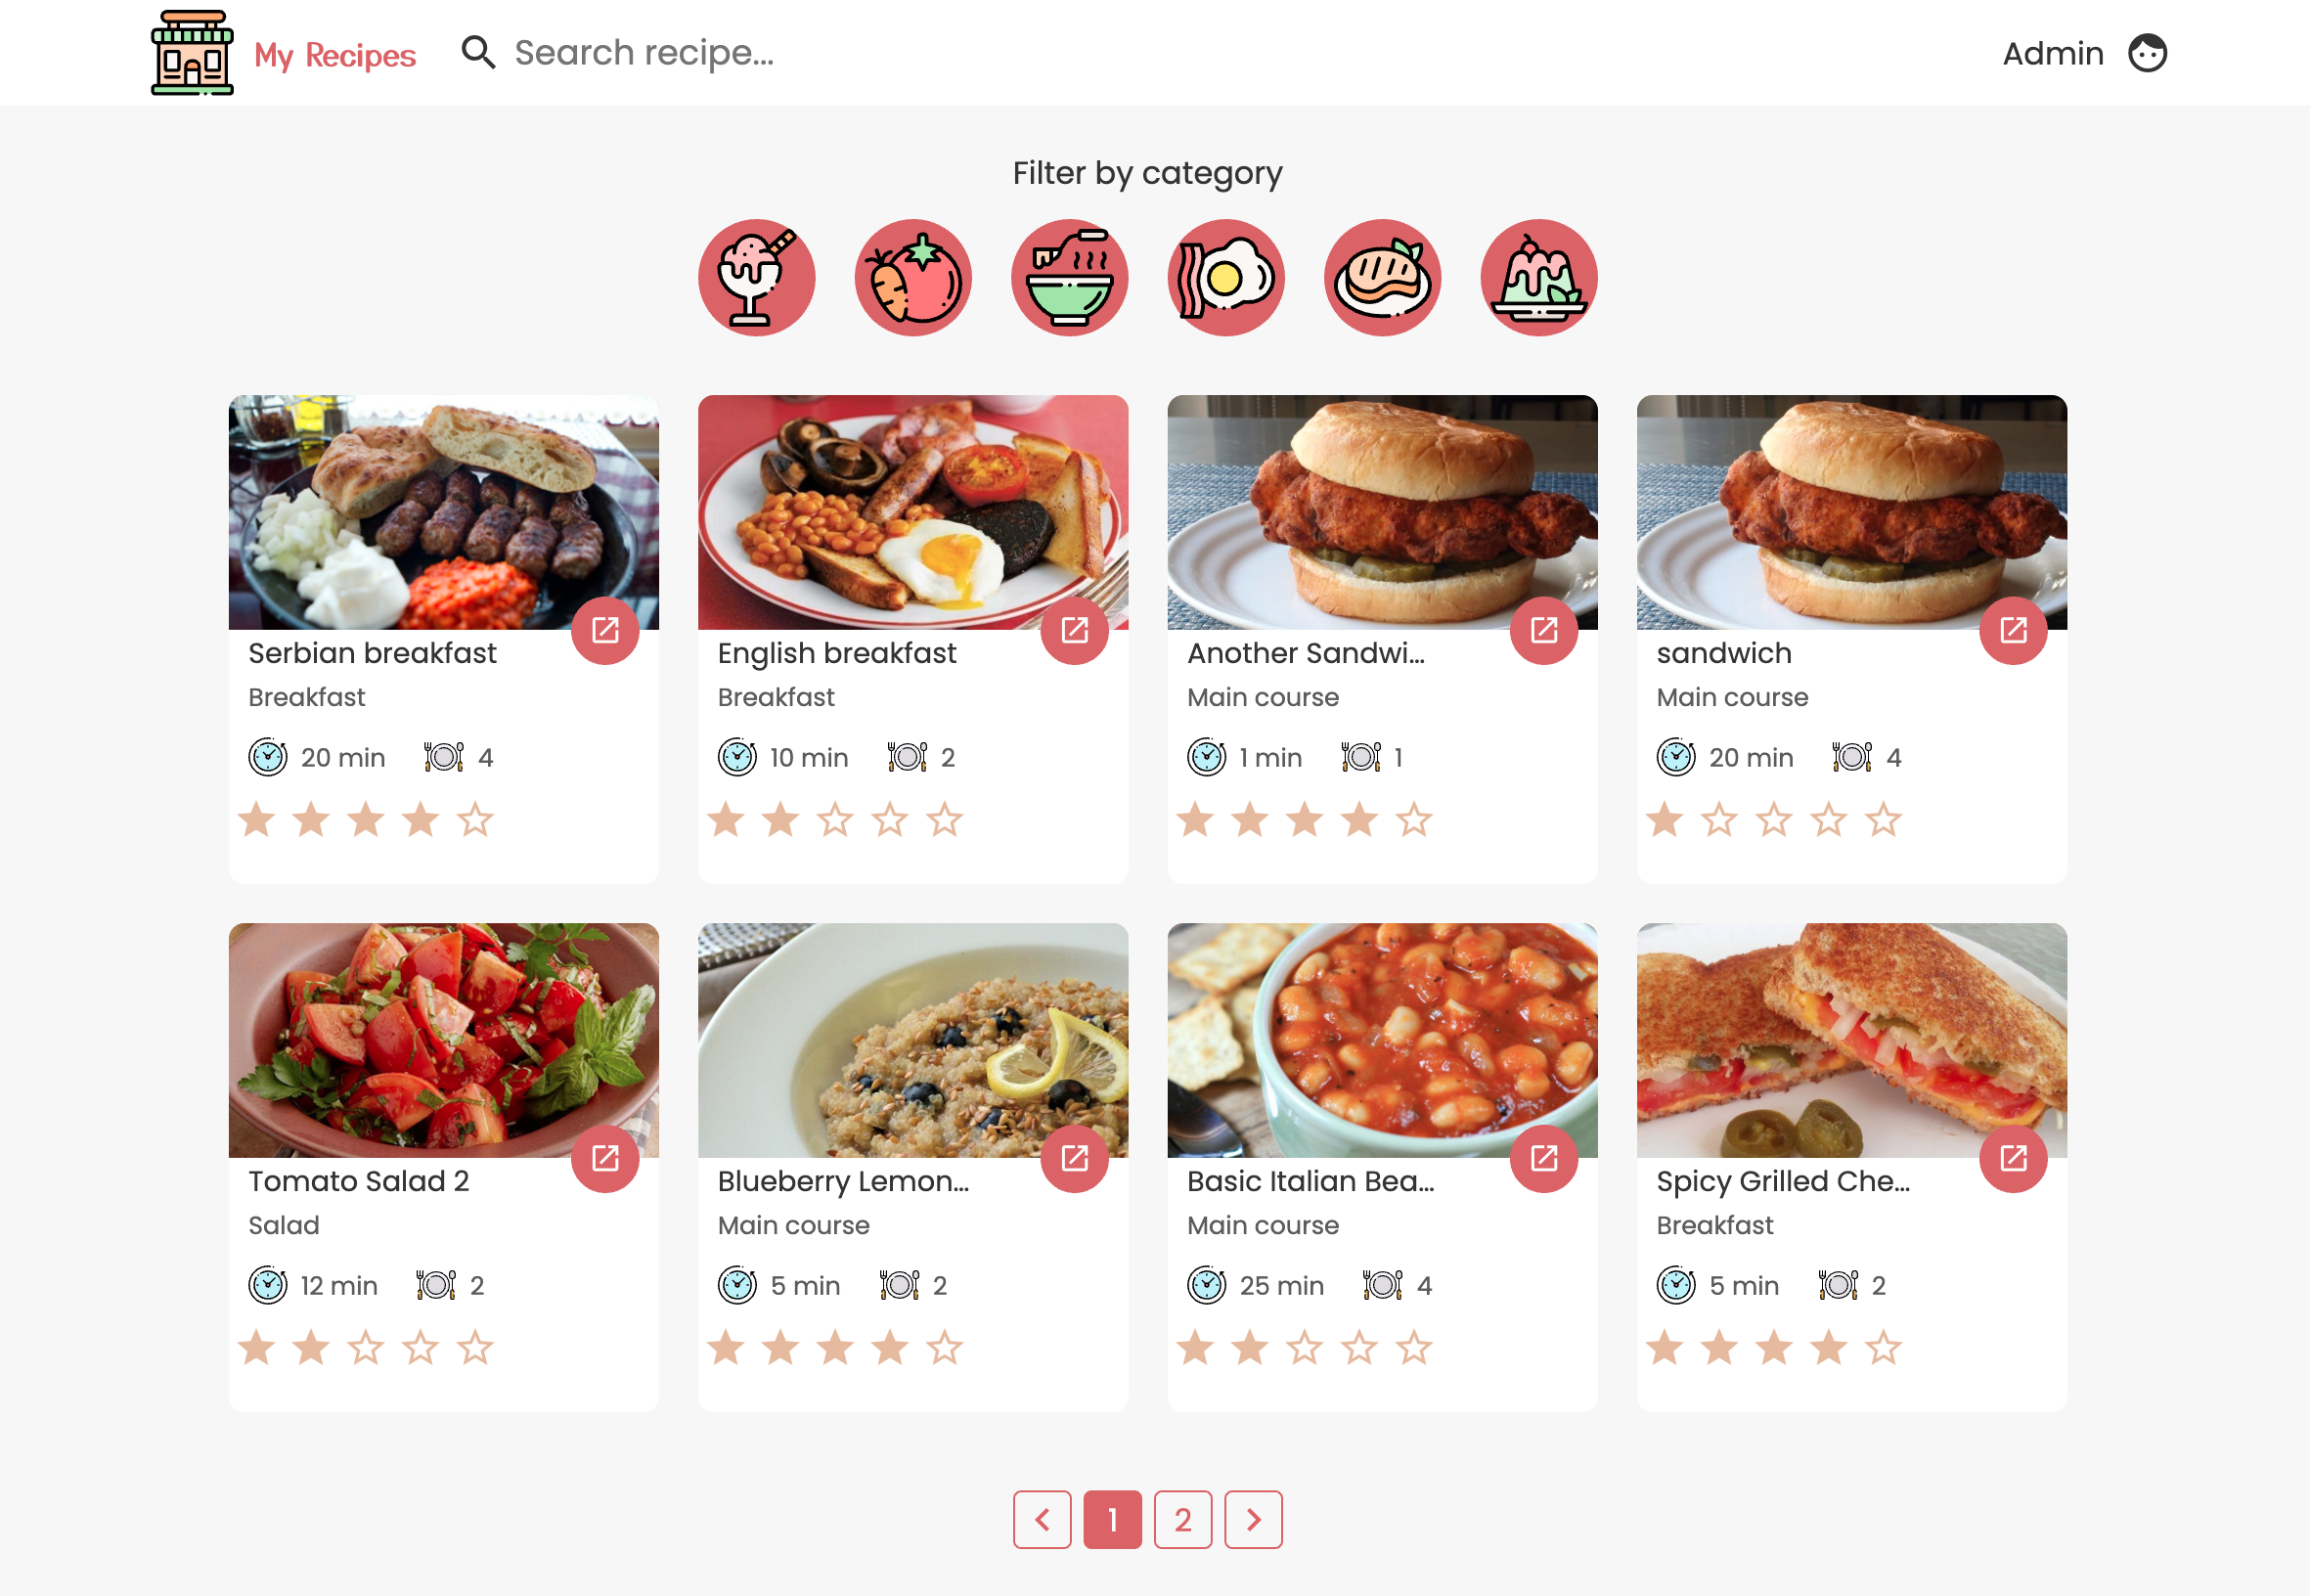 My Recipes
Search recipe...
Admin
Filter by category
Serbian breakfast
Breakfast
20 min
4
English breakfast
Breakfast
10 min
2
Another Sandwi...
Main course
1 min
1
sandwich
Main course
20 min
4
Tomato Salad 2
Salad
12 min
2
Blueberry Lemon...
Main course
5 min
2
Basic Italian Bea...
Main course
25 min
4
Spicy Grilled Che...
Breakfast
5 min
2
1
2